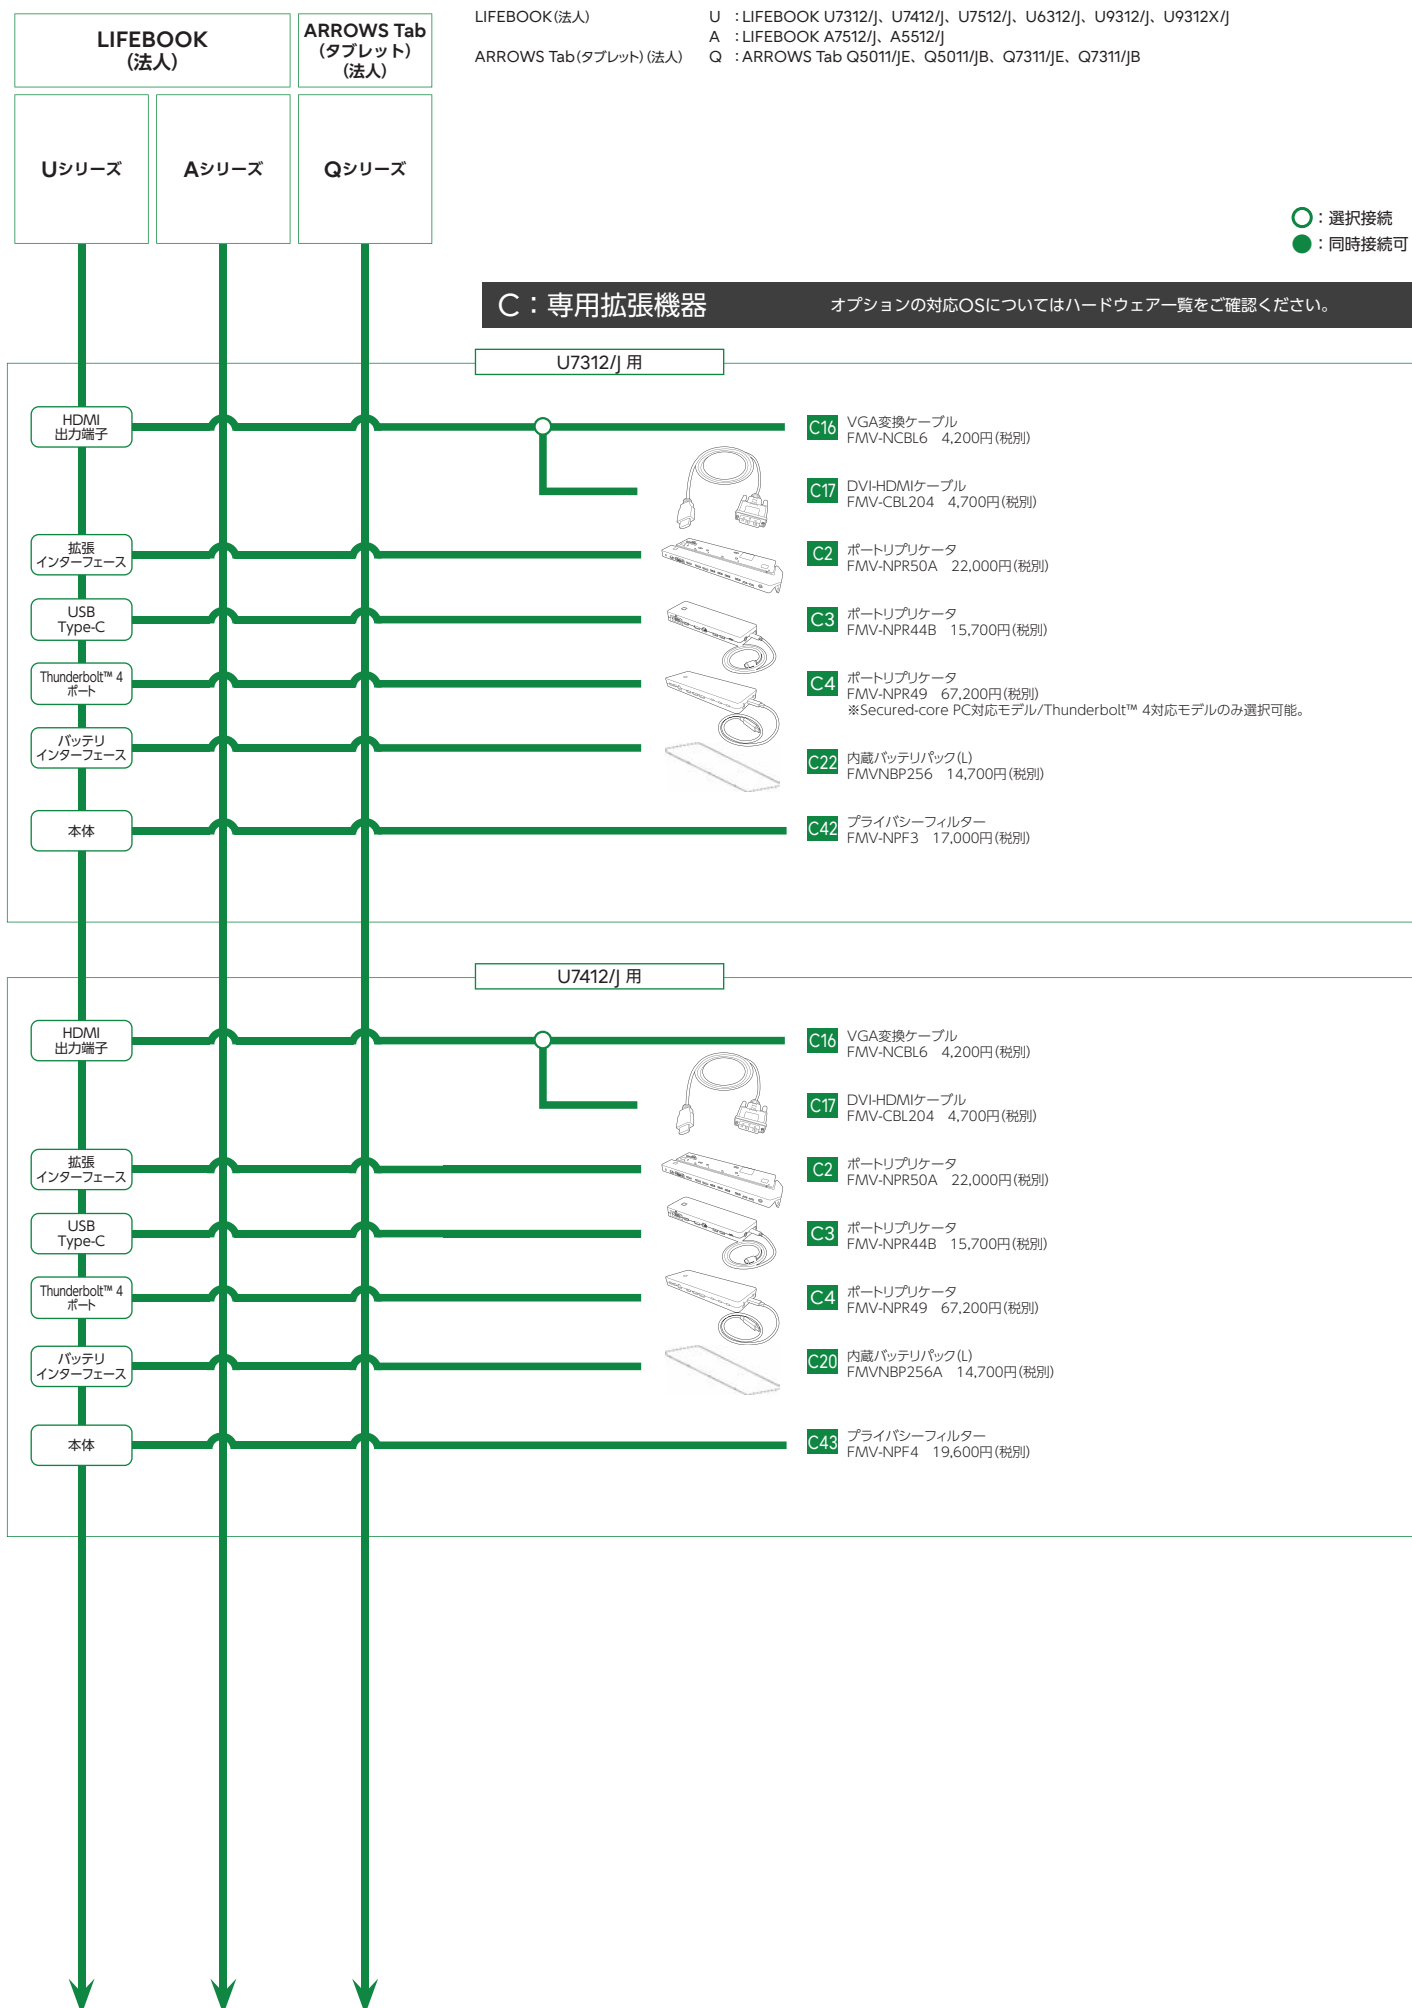 LIFEBOOK
(法人)
ARROWS Tab
(タブレット)
(法人)
LIFEBOOK(法人) U :LIFEBOOK U7312/J、U7412/J、U7512/J、U6312/J、U9312/J、U9312X/J
A :LIFEBOOK A7512/J、A5512/J
ARROWS Tab(タブレット)(法人) Q :ARROWS Tab Q5011/JE、Q5011/JB、Q7311/JE、Q7311/JB
Uシリーズ
Aシリーズ
Qシリーズ
:選択接続
:同時接続可
C:専用拡張機器 オプションの対応OSについてはハードウェア一覧をご確認ください。
U7312/J 用
HDMI
出力端子
C16 VGA変換ケーブル
FMV-NCBL6 4,200円(税別)
C17 DVI-HDMIケーブル
FMV-CBL204 4,700円(税別)
拡張
インターフェース
C2 ポートリプリケータ
FMV-NPR50A 22,000円(税別)
USB
Type-C
C3 ポートリプリケータ
FMV-NPR44B 15,700円(税別)
Thunderbolt™ 4
ポート
C4 ポートリプリケータ
FMV-NPR49 67,200円(税別)
※Secured-core PC対応モデル/Thunderbolt™ 4対応モデルのみ選択可能。
バッテリ
インターフェース
C22 内蔵バッテリパック(L)
FMVNBP256 14,700円(税別)
本体
C42 プライバシーフィルター
FMV-NPF3 17,000円(税別)
U7412/J 用
HDMI
出力端子
C16 VGA変換ケーブル
FMV-NCBL6 4,200円(税別)
C17 DVI-HDMIケーブル
FMV-CBL204 4,700円(税別)
拡張
インターフェース
C2 ポートリプリケータ
FMV-NPR50A 22,000円(税別)
USB
Type-C
C3 ポートリプリケータ
FMV-NPR44B 15,700円(税別)
Thunderbolt™ 4
ポート
C4 ポートリプリケータ
FMV-NPR49 67,200円(税別)
バッテリ
インターフェース
C20 内蔵バッテリパック(L)
FMVNBP256A 14,700円(税別)
本体
C43 プライバシーフィルター
FMV-NPF4 19,600円(税別)